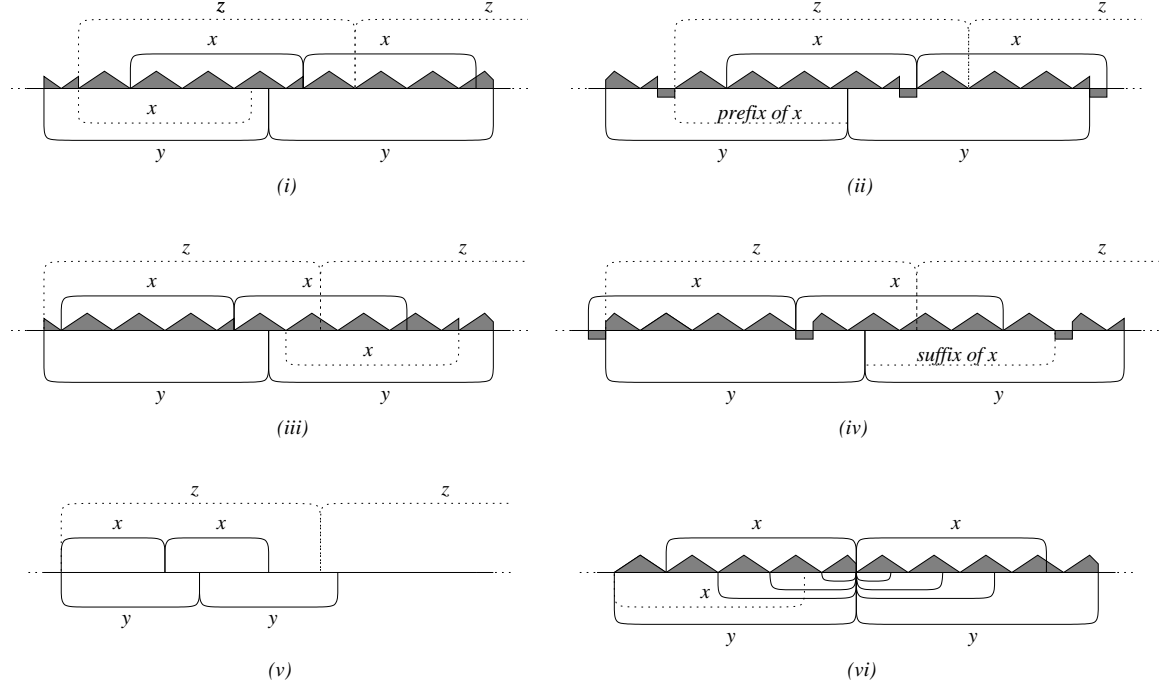 z z z z
x x x x
x prefix of x
y y y y
(i) (ii)
z z z z
x x x x
x suffix of x
y y y y
(iii) (iv)
z z
x x x x
x
y y y y
(v) (vi)